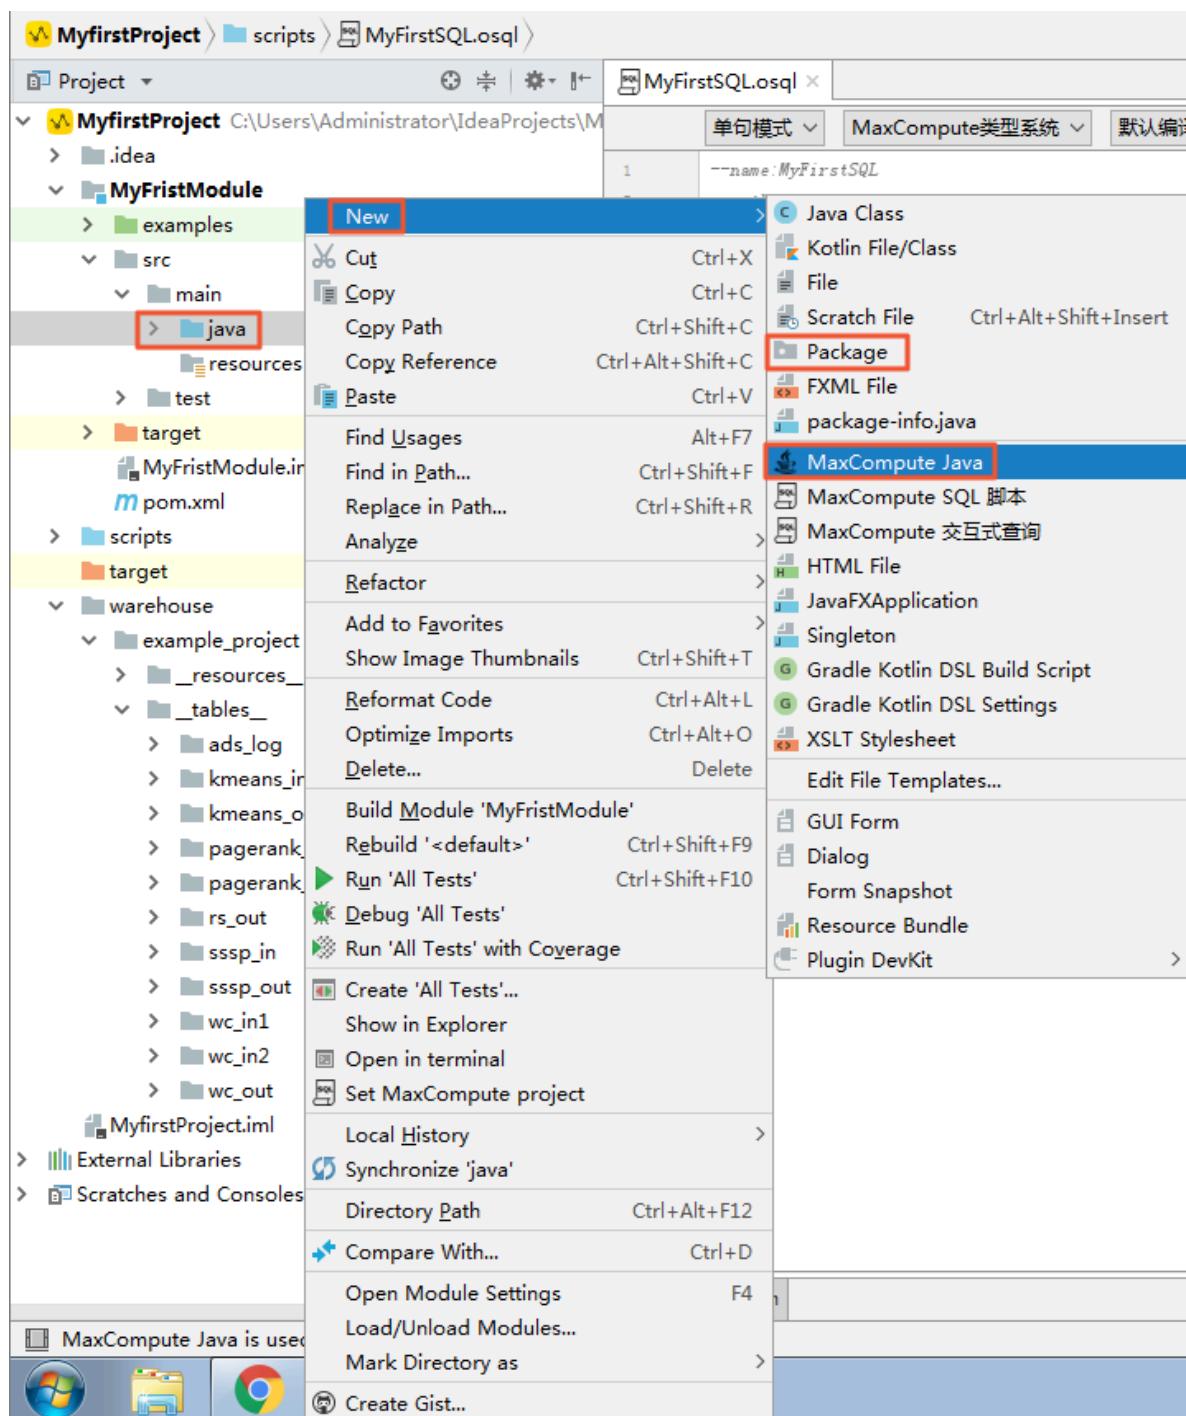 MyfirstProject scripts MyFirstSQL.osql
Project
MyFirstSQL.osql
MyfirstProject C:\Users\Administrator\IdeaProjects\M
.idea
MyFristModule
examples
src
main
java
resources
test
target
MyFristModule.ir
pom.xml
scripts
target
warehouse
example_project
__resources__
__tables__
ads_log
kmeans_ir
kmeans_o
pagerank_
pagerank_
rs_out
sssp_in
sssp_out
wc_in1
wc_in2
wc_out
MyfirstProject.iml
External Libraries
Scratches and Consoles
单句模式 MaxCompute类型系统 默认编译
1 --name:MyFirstSQL
New
Cut Ctrl+X
Copy Ctrl+C
Copy Path Ctrl+Shift+C
Copy Reference Ctrl+Alt+Shift+C
Paste Ctrl+V
Find Usages Alt+F7
Find in Path... Ctrl+Shift+F
Replace in Path... Ctrl+Shift+R
Analyze
Refactor
Add to Favorites
Show Image Thumbnails Ctrl+Shift+T
Reformat Code Ctrl+Alt+L
Optimize Imports Ctrl+Alt+O
Delete... Delete
Build Module 'MyFristModule'
Rebuild '<default>' Ctrl+Shift+F9
Run 'All Tests' Ctrl+Shift+F10
Debug 'All Tests'
Run 'All Tests' with Coverage
Create 'All Tests'...
Show in Explorer
Open in terminal
Set MaxCompute project
Local History
Synchronize 'java'
Directory Path Ctrl+Alt+F12
Compare With... Ctrl+D
Open Module Settings F4
Load/Unload Modules...
Mark Directory as
Create Gist...
Java Class
Kotlin File/Class
File
Scratch File Ctrl+Alt+Shift+Insert
Package
FXML File
package-info.java
MaxCompute Java
MaxCompute SQL 脚本
MaxCompute 交互式查询
HTML File
JavaFXApplication
Singleton
Gradle Kotlin DSL Build Script
Gradle Kotlin DSL Settings
XSLT Stylesheet
Edit File Templates...
GUI Form
Dialog
Form Snapshot
Resource Bundle
Plugin DevKit
MaxCompute Java is used